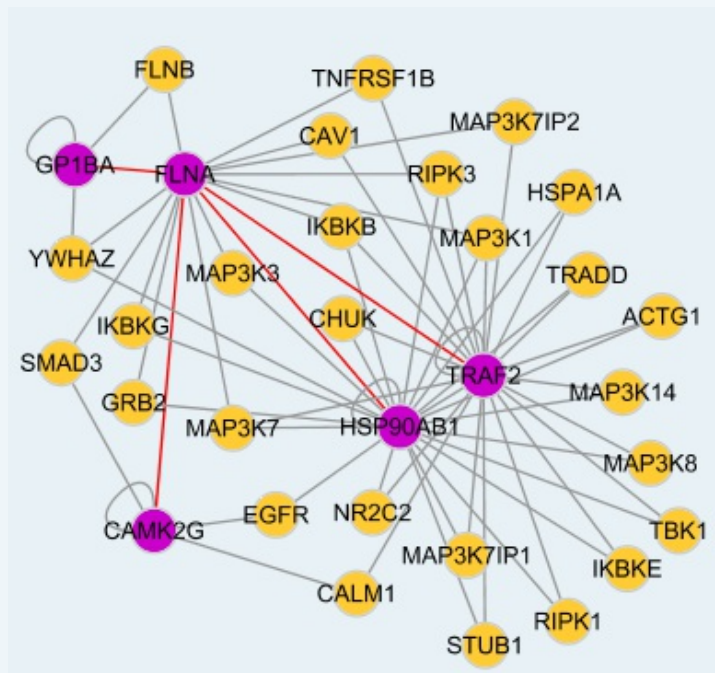 FLNB
TNFRSF1B
CAV1
MAP3K7IP2
GP1BA
FLNA
RIPK3
HSPA1A
IKBKB
MAP3K1
YWHAZ
MAP3K3
TRADD
IKBKG
CHUK
ACTG1
SMAD3
TRAF2
GRB2
MAP3K7
HSP90AB1
MAP3K14
MAP3K8
CAMK2G
EGFR
NR2C2
TBK1
MAP3K7IP1
IKBKE
CALM1
RIPK1
STUB1